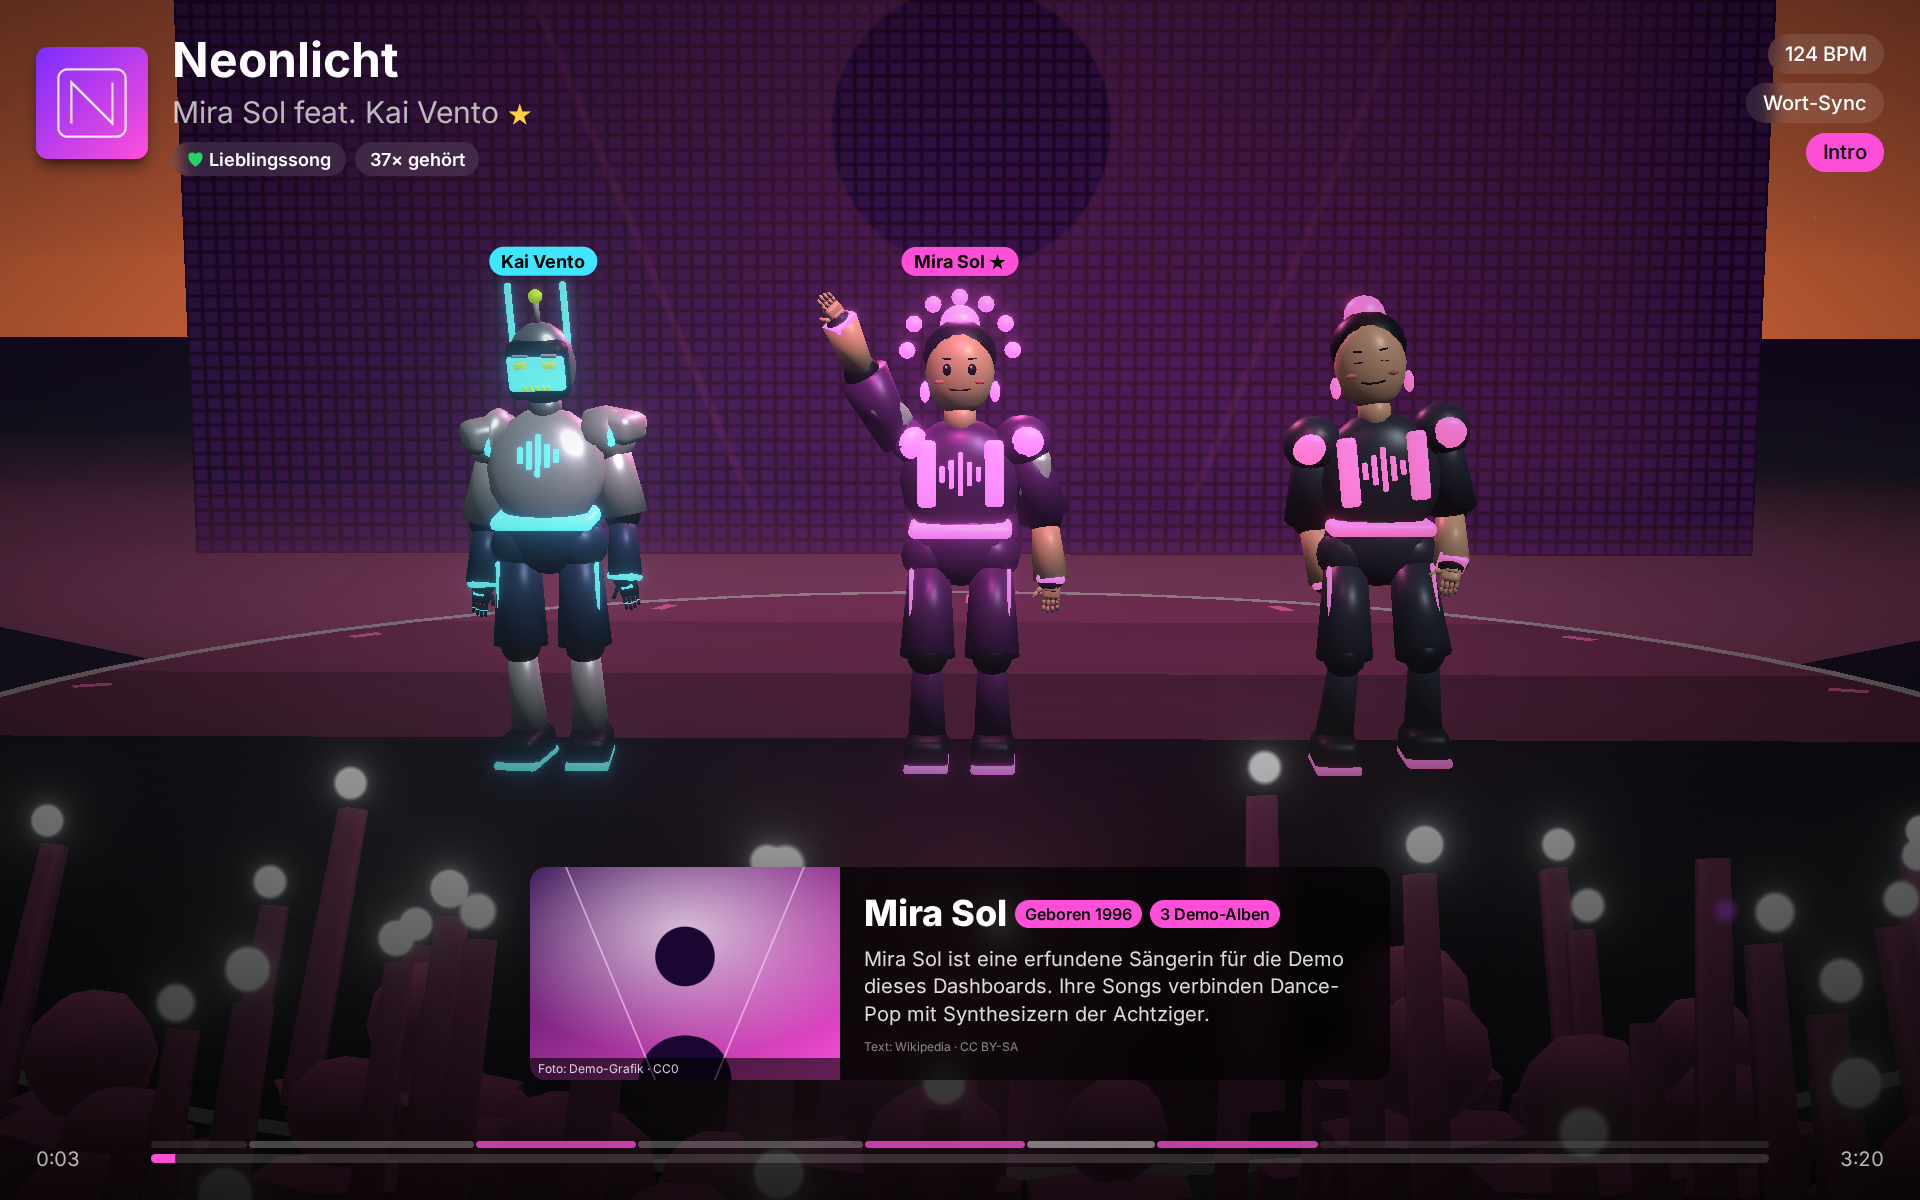 N
Neonlicht
Mira Sol feat. Kai Vento ★
Lieblingssong
37× gehört
124 BPM
Wort-Sync
Intro
Kai Vento
Mira Sol ★
Mira Sol
Geboren 1996
3 Demo-Alben
Mira Sol ist eine erfundene Sängerin für die Demo
dieses Dashboards. Ihre Songs verbinden Dance-
Pop mit Synthesizern der Achtziger.
Text: Wikipedia · CC BY-SA
Foto: Demo-Grafik · CC0
0:03
3:20